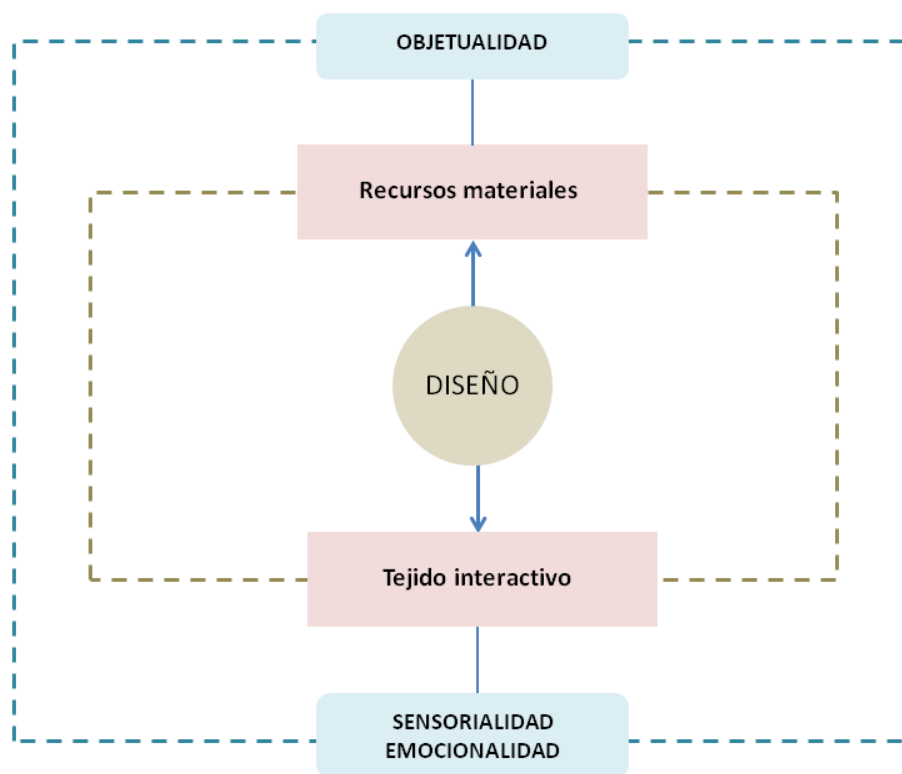 OBJETUALIDAD
Recursos materiales
DISEÑO
Tejido interactivo
SENSORIALIDAD
EMOCIONALIDAD